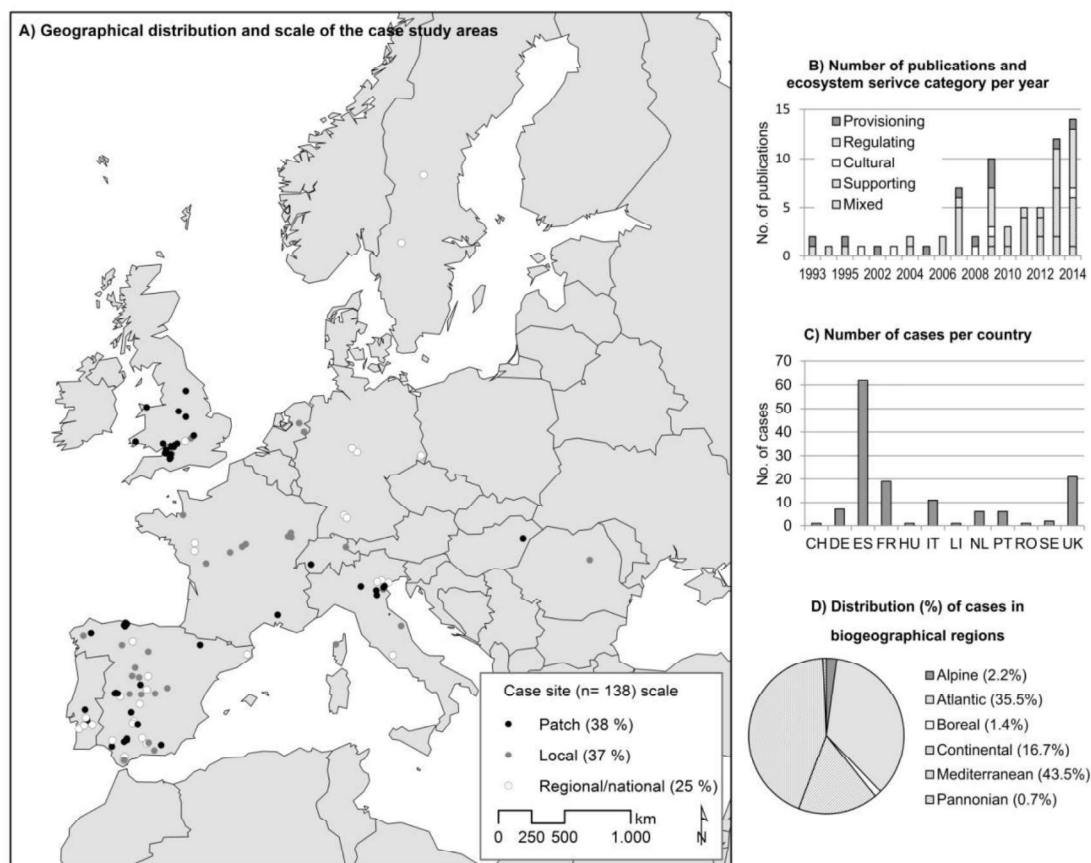 A) Geographical distribution and scale of the case study areas
Case site (n= 138) scale
Patch (38 %)
Local (37 %)
Regional/national (25 %)
km
0 250 500 1.000
N
B) Number of publications and
ecosystem serivce category per year
No. of publications
15
10
5
0
Provisioning
Regulating
Cultural
Supporting
Mixed
1993 1995 2002 2004 2006 2008 2010 2012 2014
C) Number of cases per country
No. of cases
70
60
50
40
30
20
10
0
CH DE ES FR HU IT LI NL PT RO SE UK
D) Distribution (%) of cases in
biogeographical regions
Alpine (2.2%)
Atlantic (35.5%)
Boreal (1.4%)
Continental (16.7%)
Mediterranean (43.5%)
Pannonian (0.7%)